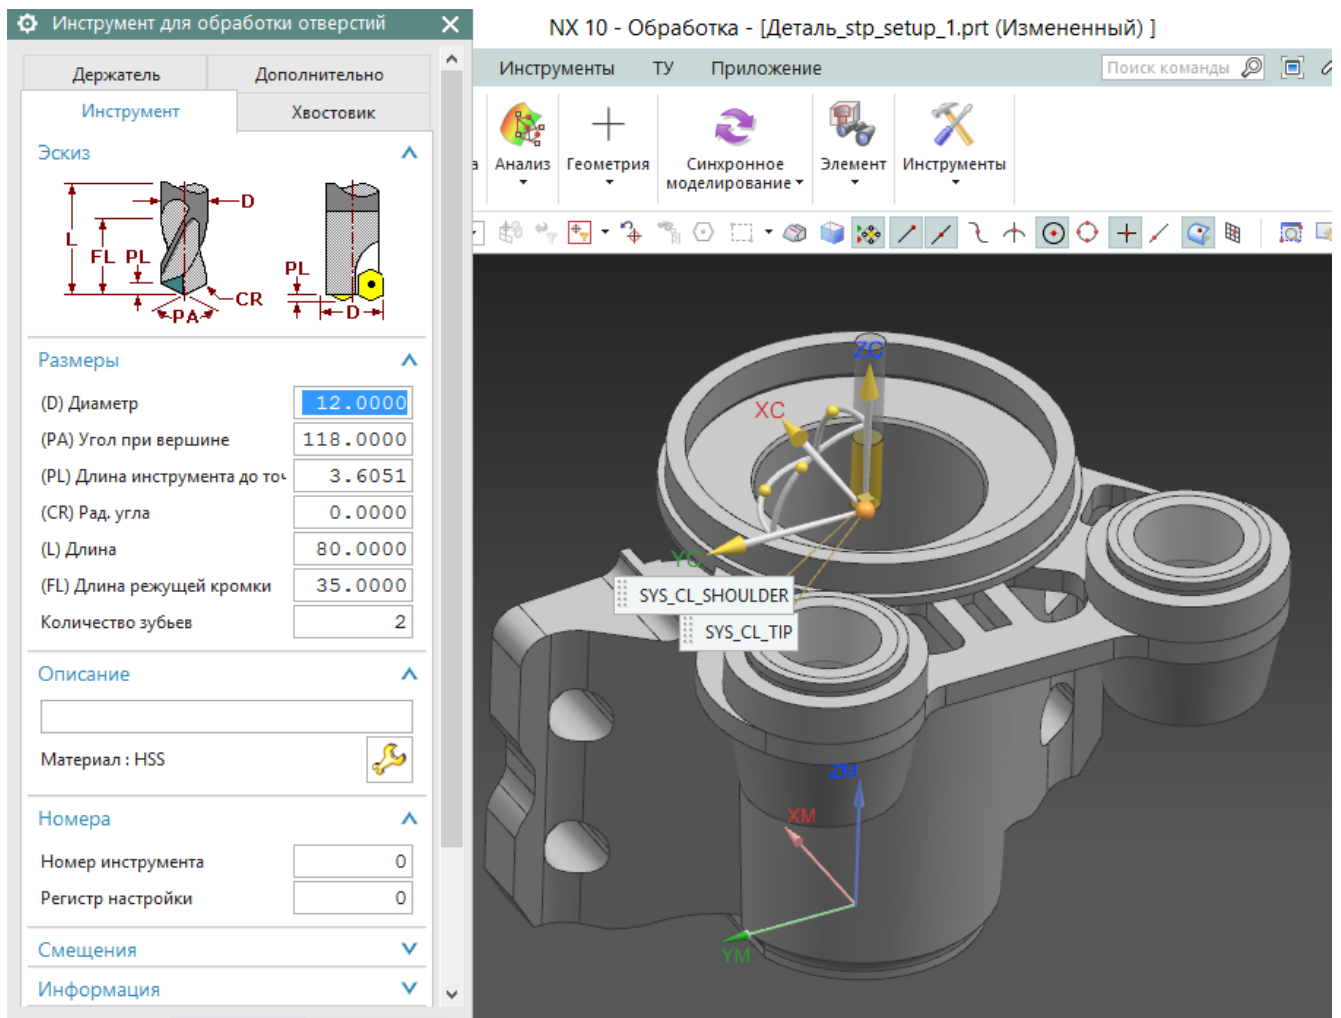 Инструмент для обработки отверстий
NX 10 - Обработка - [Деталь_stp_setup_1.prt (Измененный) ]
Держатель
Дополнительно
Инструмент
Хвостовик
Инструменты
ТУ
Приложение
Поиск команды
Анализ
Геометрия
Синхронное
моделирование
Элемент
Инструменты
Эскиз
L
FL
PL
D
CR
PA
PL
D
Размеры
(D) Диаметр 12.0000
(PA) Угол при вершине 118.0000
(PL) Длина инструмента до 3.6051
(CR) Рад. угла 0.0000
(L) Длина 80.0000
(FL) Длина режущей кромки 35.0000
Количество зубьев 2
Описание
Материал : HSS
Номера
Номер инструмента 0
Регистр настройки 0
Смещения
Информация
ZC
XC
YC
SYS_CL_SHOULDER
SYS_CL_TIP
ZM
XM
YM